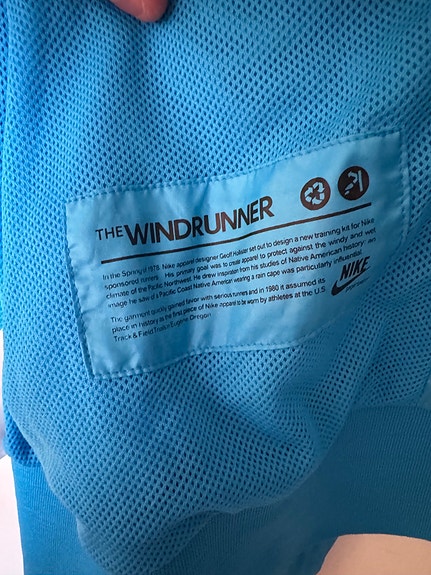 THE WINDRUNNER
In the Spring of 1978 Nike apparel designer Geoff Hollister set out to design a new training kit for Nike
sponsored runners. His primary goal was to create apparel to protect against the windy and wet
climate of the Pacific Northwest. He drew inspiration from his studies of Native American history: an
image he saw of a Pacific Coast Native American wearing a rain cape was particularly influential.
The garment quickly gained favor with serious runners and in 1980 it assumed its
place in history as the first piece of Nike apparel to be worn by athletes at the U.S.
Track & Field Trials in Eugene Oregon.
NIKE